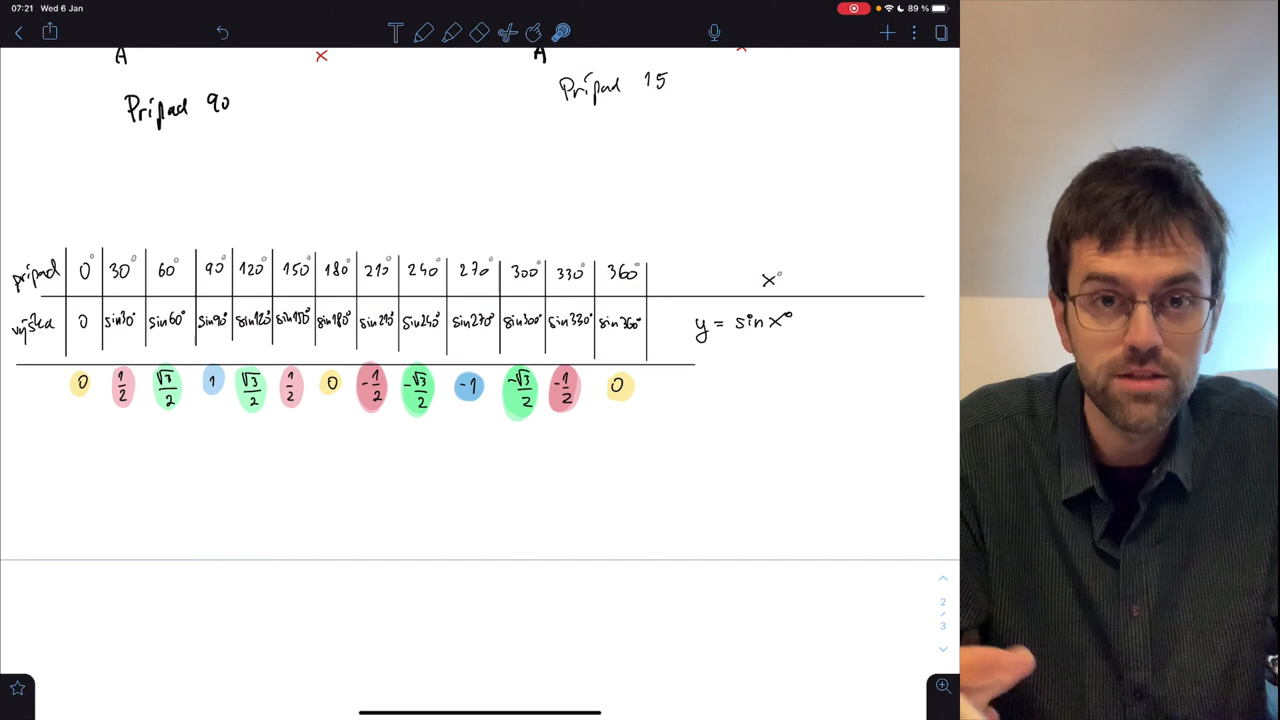 07:21 Wed 6 Jan
89 %
A x A
Prípad 90
Prípad 15
prípad 0° 30° 60° 90° 120° 150° 180° 210° 240° 270° 300° 330° 360° x°
výška 0 sin30° sin60° sin90° sin120° sin150° sin180° sin210° sin240° sin270° sin300° sin330° sin360° y = sin x°
0 1/2 √3/2 1 √3/2 1/2 0 -1/2 -√3/2 -1 -√3/2 -1/2 0
2
/
3